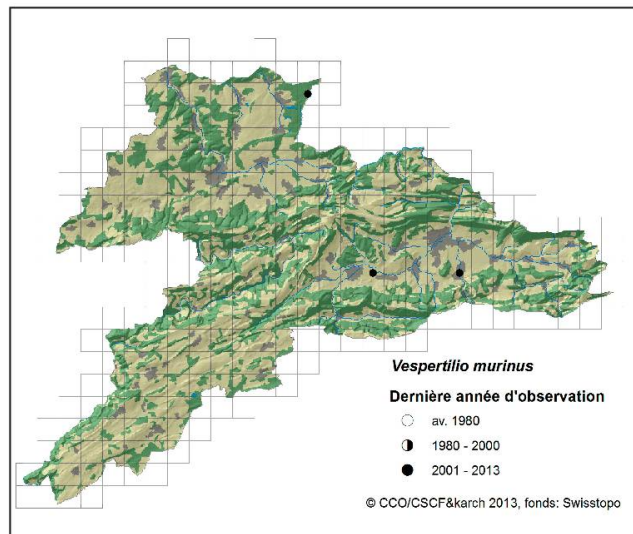 Vespertilio murinus
Dernière année d'observation
av. 1980
1980 - 2000
2001 - 2013
© CCO/CSCF&karch 2013, fonds: Swisstopo